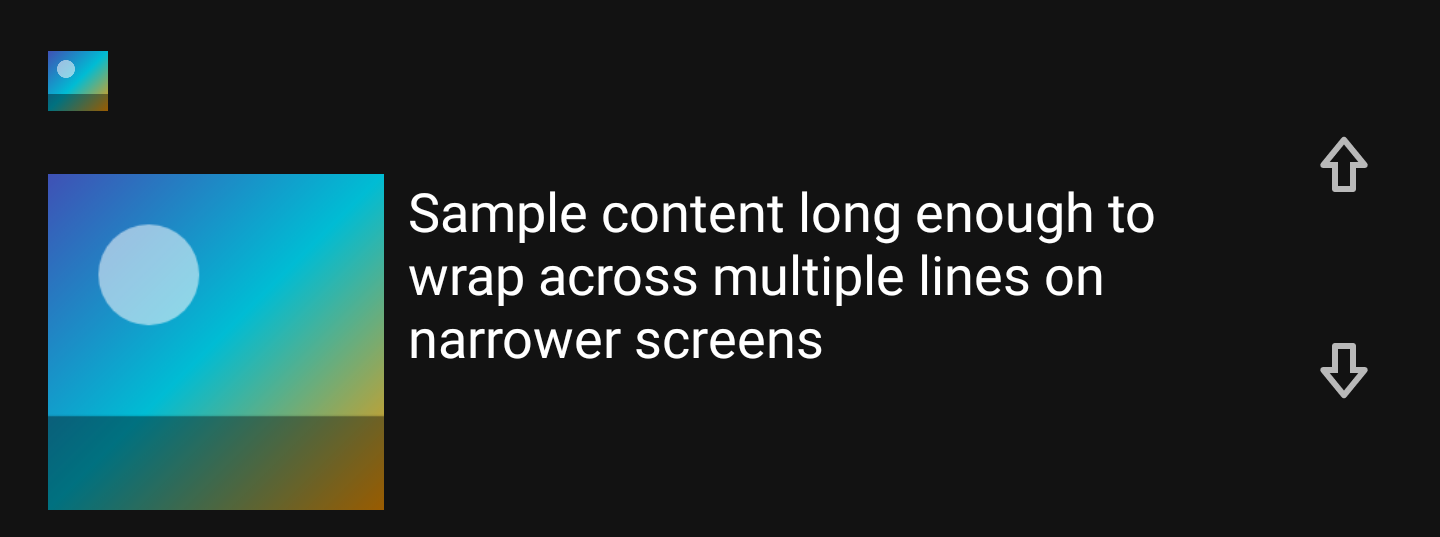 Sample content long enough to
wrap across multiple lines on
narrower screens